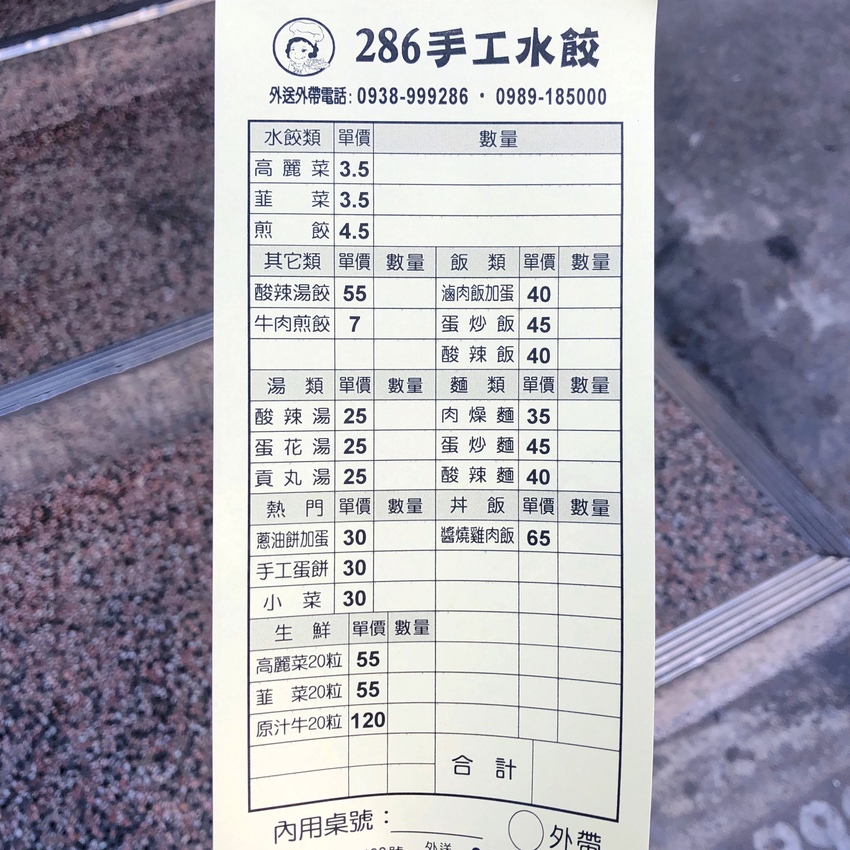 286手工水餃
外送外帶電話: 0938-999286 · 0989-185000
水餃類 單價 數量
高麗菜 3.5
韮菜 3.5
煎餃 4.5
其它類 單價 數量 飯類 單價 數量
酸辣湯餃 55 滷肉飯加蛋 40
牛肉煎餃 7 蛋炒飯 45
酸辣飯 40
湯類 單價 數量 麵類 單價 數量
酸辣湯 25 肉燥麵 35
蛋花湯 25 蛋炒麵 45
貢丸湯 25 酸辣麵 40
熱門 單價 數量 丼飯 單價 數量
蔥油餅加蛋 30 醬燒雞肉飯 65
手工蛋餅 30
小菜 30
生鮮 單價 數量
高麗菜20粒 55
韮菜20粒 55
原汁牛20粒 120
合計
內用桌號：
外帶
外送